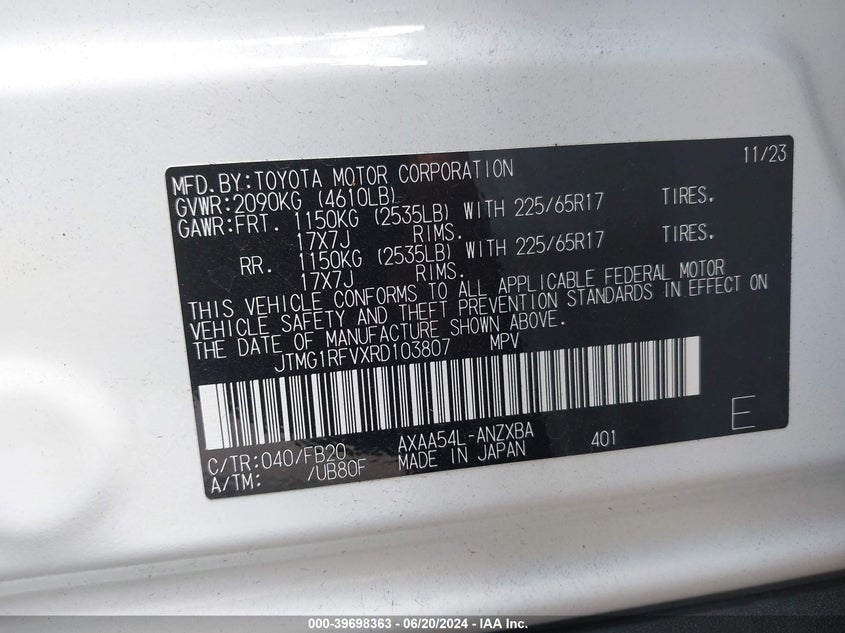 11/23
MFD.BY:TOYOTA MOTOR CORPORATION
GVWR:2090KG (4610LB)
GAWR:FRT. 1150KG (2535LB) WITH 225/65R17 TIRES.
17X7J RIMS.
RR. 1150KG (2535LB) WITH 225/65R17 TIRES.
17X7J RIMS.
THIS VEHICLE CONFORMS TO ALL APPLICABLE FEDERAL MOTOR
VEHICLE SAFETY AND THEFT PREVENTION STANDARDS IN EFFECT ON
THE DATE OF MANUFACTURE SHOWN ABOVE.
JTMG1RFVXRD103807 MPV
E
C/TR:040/FB20 AXAA54L-ANZXBA 401
A/TM: /UB80F MADE IN JAPAN
000-39698363 - 06/20/2024 - IAA Inc.